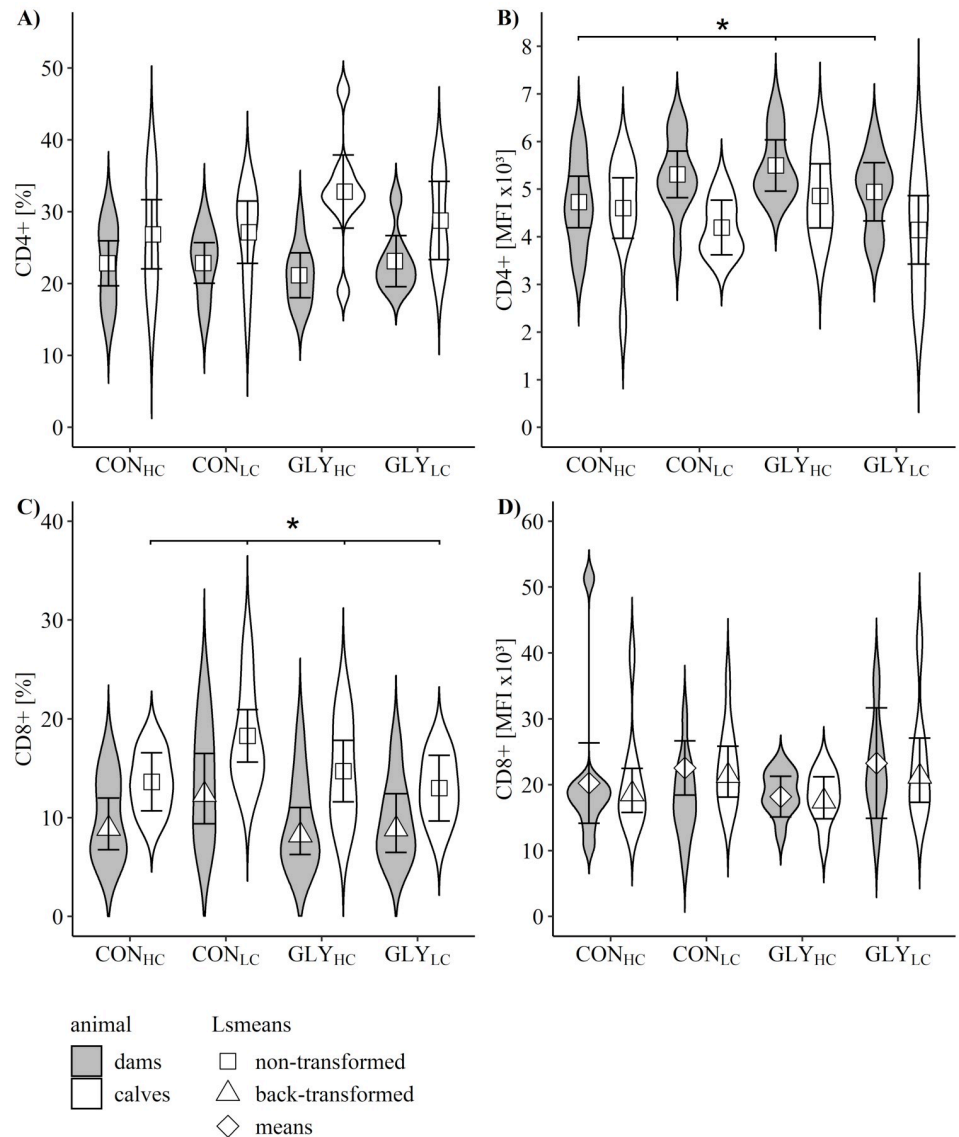 A)
CD4+ [%]
50
40
30
20
10
0
CONHC CONLC GLYHC GLYLC
B)
*
CD4+ [MFI x10³]
8
7
6
5
4
3
2
1
0
CONHC CONLC GLYHC GLYLC
C)
*
CD8+ [%]
40
30
20
10
0
CONHC CONLC GLYHC GLYLC
D)
CD8+ [MFI x10³]
60
50
40
30
20
10
0
CONHC CONLC GLYHC GLYLC
animal
dams
calves
Lsmeans
non-transformed
back-transformed
means